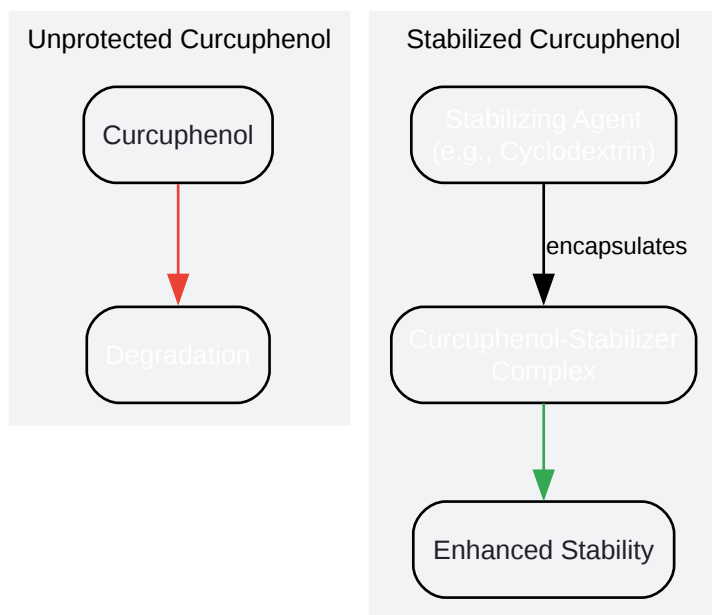 Unprotected Curcuphenol
Curcuphenol
Degradation
Stabilized Curcuphenol
Stabilizing Agent
(e.g., Cyclodextrin)
encapsulates
Curcuphenol-Stabilizer
Complex
Enhanced Stability